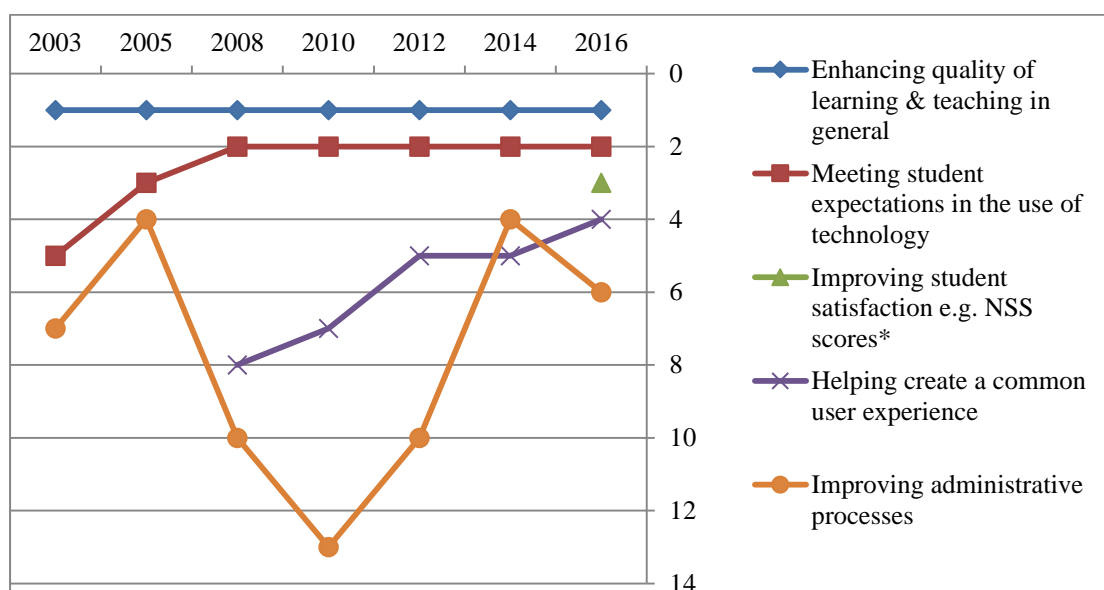 2003 2005 2008 2010 2012 2014 2016
0
2
4
6
8
10
12
14
Enhancing quality of
learning & teaching in
general
Meeting student
expectations in the use of
technology
Improving student
satisfaction e.g. NSS
scores*
Helping create a common
user experience
Improving administrative
processes